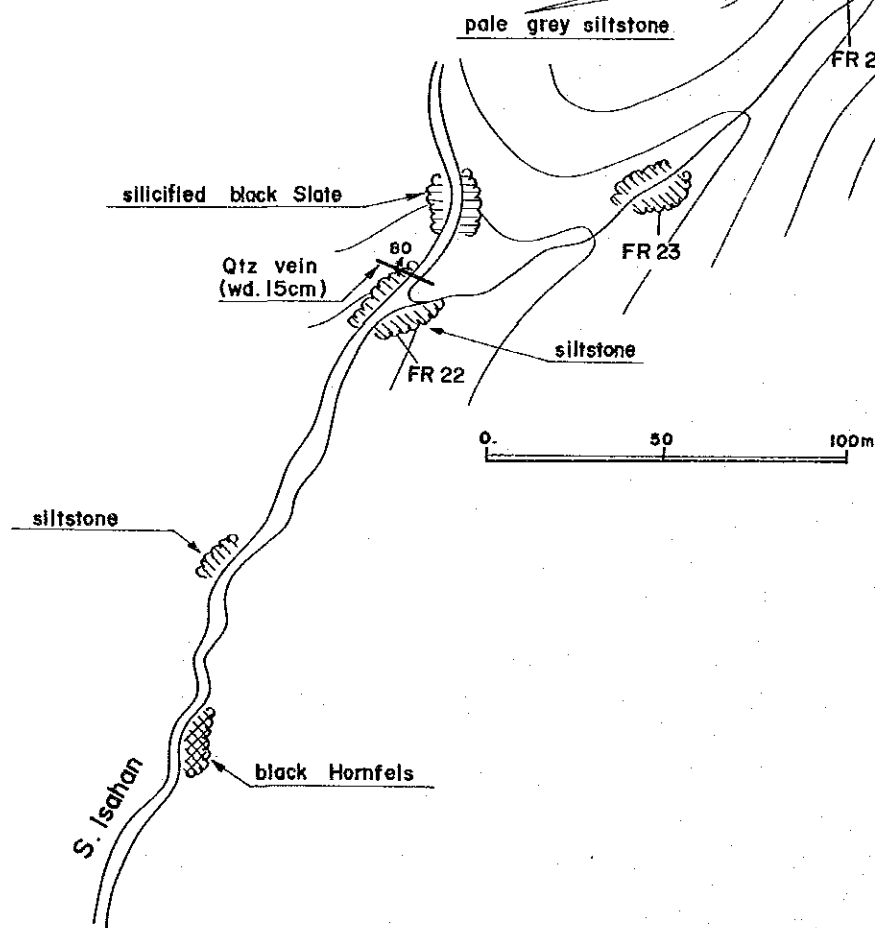 pale grey siltstone
FR 2
silicified black Slate
80
FR 23
Qtz vein
(wd. 15cm)
siltstone
FR 22
0. 50 100m
siltstone
black Hornfels
S. Isahan